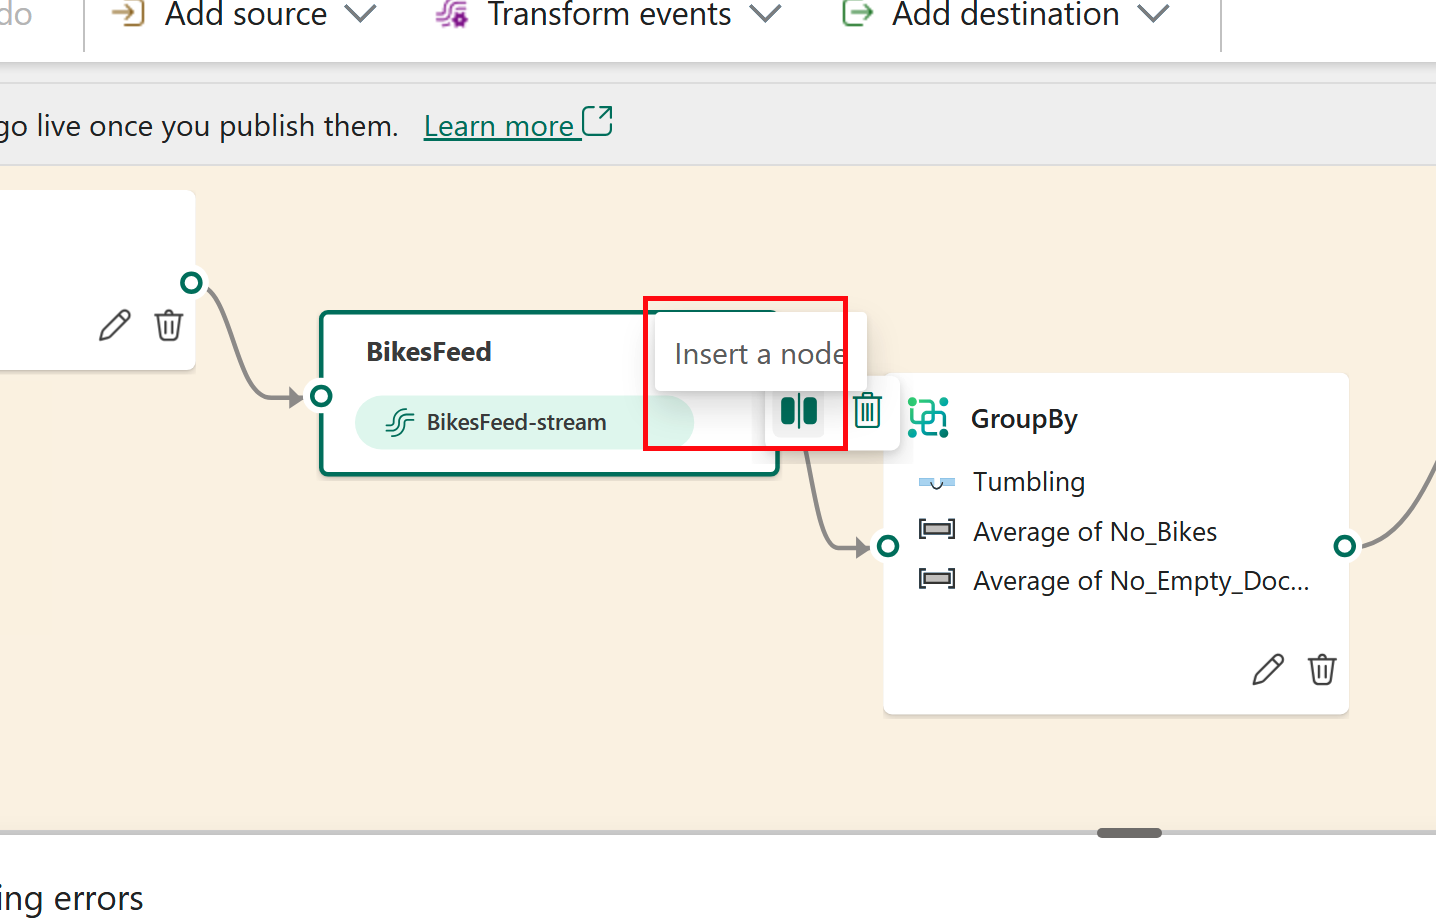 do
Add source
Transform events
Add destination
go live once you publish them. Learn more
BikesFeed
BikesFeed-stream
Insert a node
GroupBy
Tumbling
Average of No_Bikes
Average of No_Empty_Doc...
ing errors